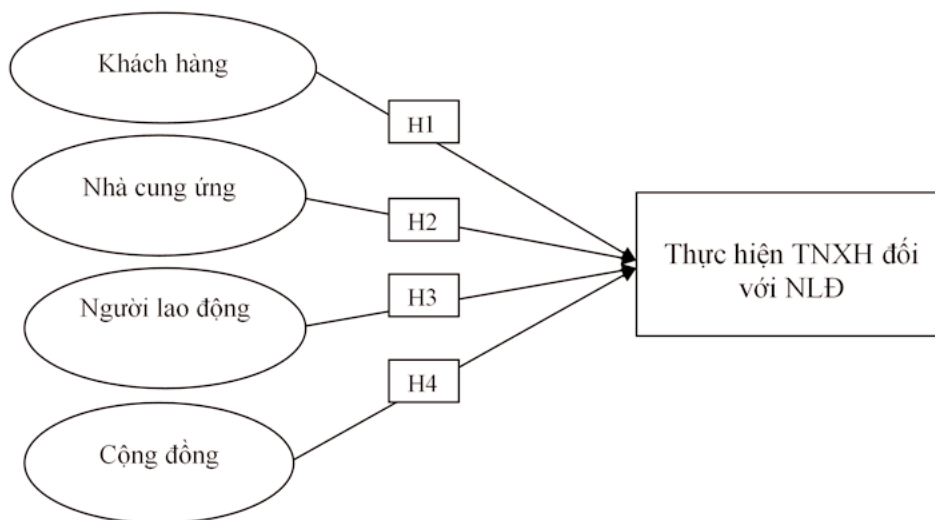 Khách hàng
H1
Nhà cung ứng
H2
Người lao động
H3
Cộng đồng
H4
Thực hiện TNXH đối
với NLĐ